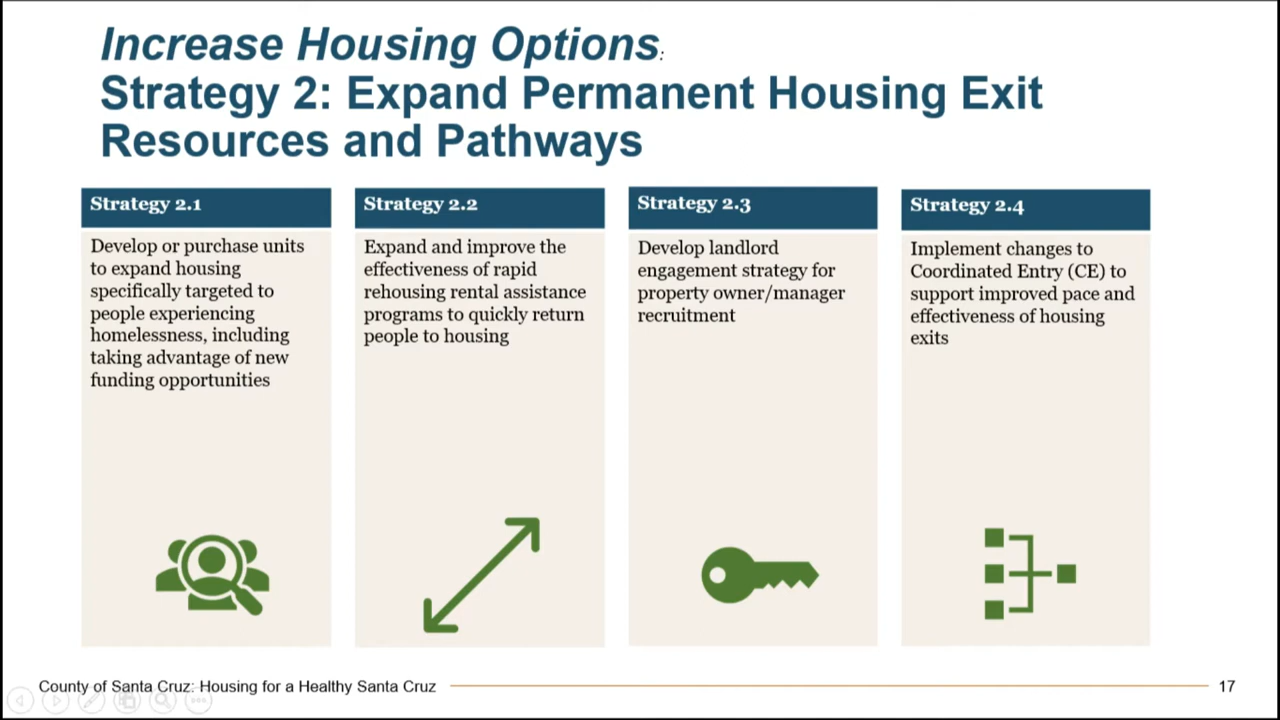 Increase Housing Options:
Strategy 2: Expand Permanent Housing Exit
Resources and Pathways
Strategy 2.1
Develop or purchase units
to expand housing
specifically targeted to
people experiencing
homelessness, including
taking advantage of new
funding opportunities
Strategy 2.2
Expand and improve the
effectiveness of rapid
rehousing rental assistance
programs to quickly return
people to housing
Strategy 2.3
Develop landlord
engagement strategy for
property owner/manager
recruitment
Strategy 2.4
Implement changes to
Coordinated Entry (CE) to
support improved pace and
effectiveness of housing
exits
County of Santa Cruz: Housing for a Healthy Santa Cruz
17